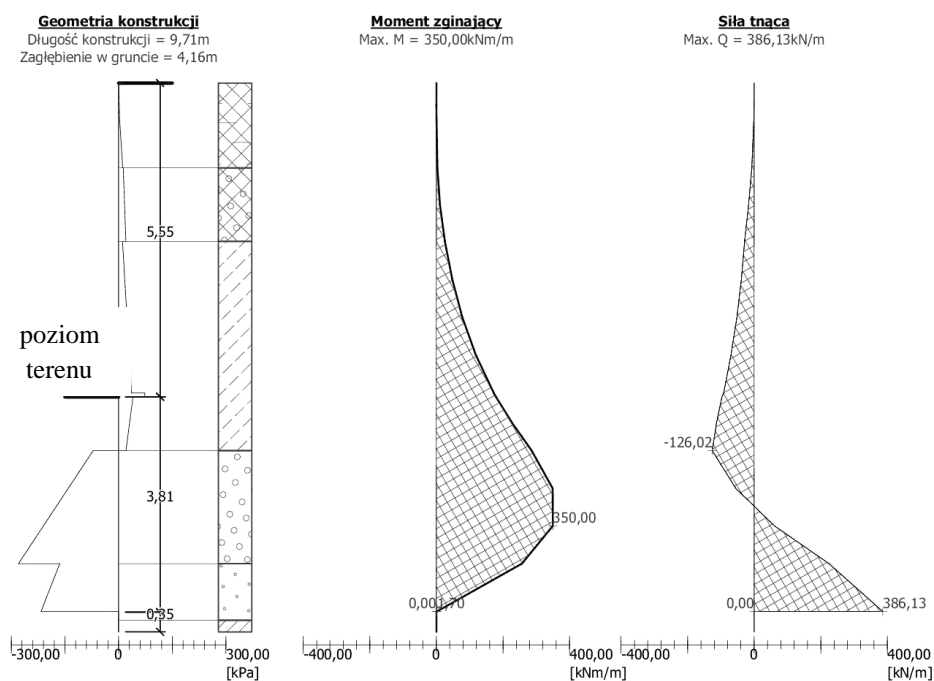 Geometria konstrukcji
Długość konstrukcji = 9,71m
Zagłębienie w gruncie = 4,16m
Moment zginający
Max. M = 350,00kNm/m
Siła tnąca
Max. Q = 386,13kN/m
5,55
poziom
terenu
-126,02
3,81
350,00
0,35
0,00
1,70
0,00
386,13
-300,00 0 300,00
[kPa]
-400,00 0 400,00
[kNm/m]
-400,00 0 400,00
[kN/m]